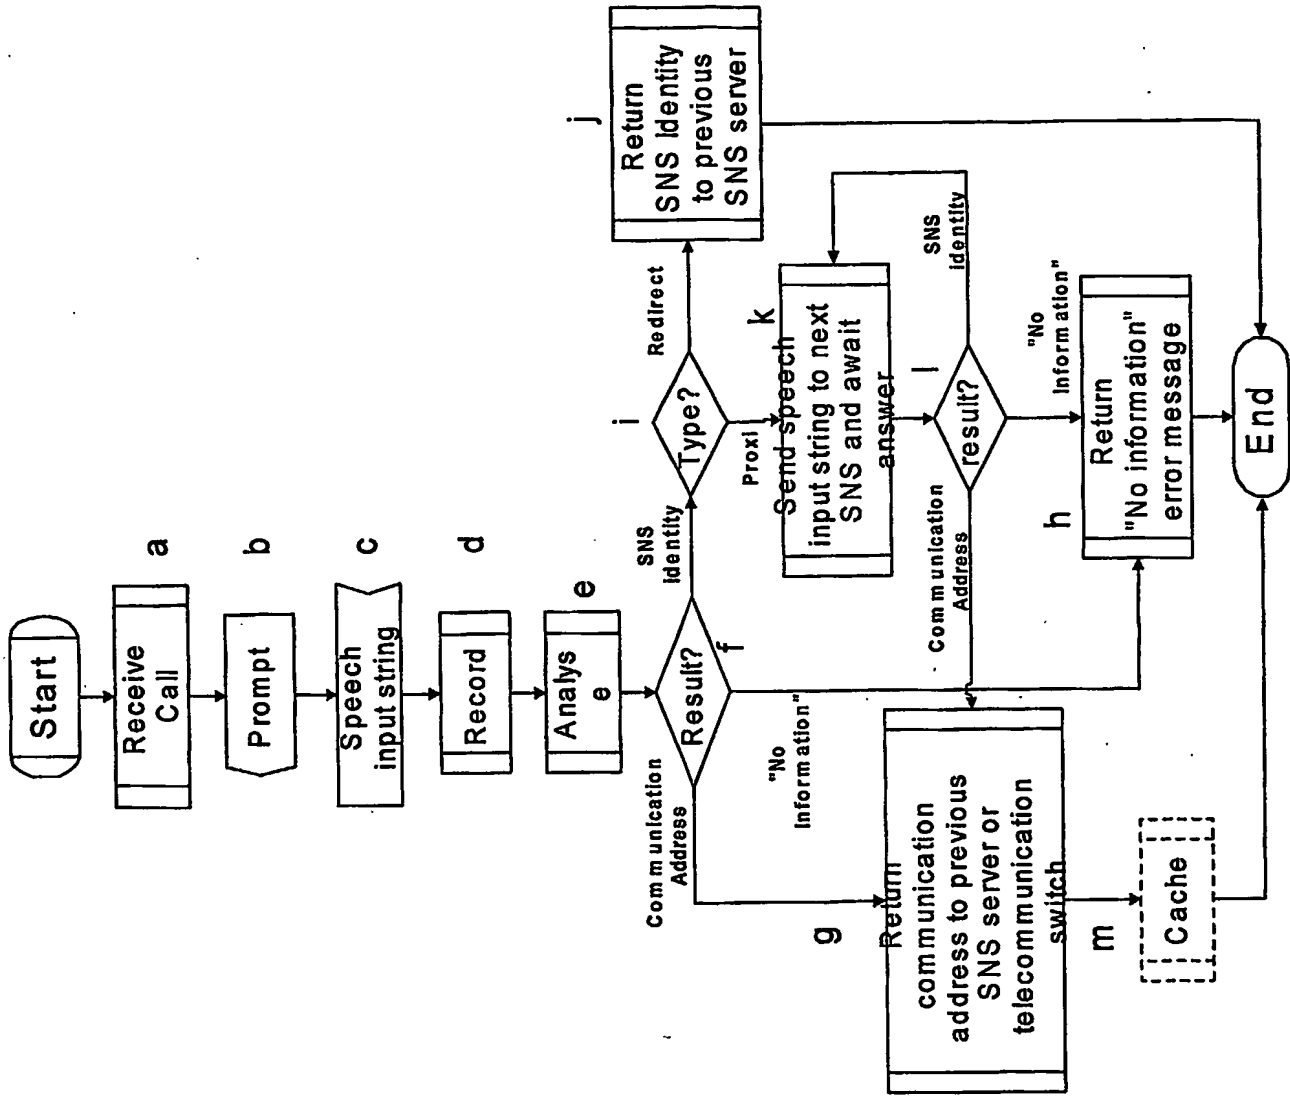 Start
Receive
Call
a
Prompt
b
Speech
input string
c
Record
d
Analys
e
e
Result?
f
Communication
Address
"No
Information"
SNS
identity
Type?
i
Redirect
Proxi
Return
SNS Identity
to previous
SNS server
j
Send speech
input string to next
SNS and await
answer
k
result?
l
SNS
identity
Communication
Address
"No
Information"
Return
"No information"
error message
h
Return
communication
address to previous
SNS server or
telecommunication
switch
g
Cache
m
End